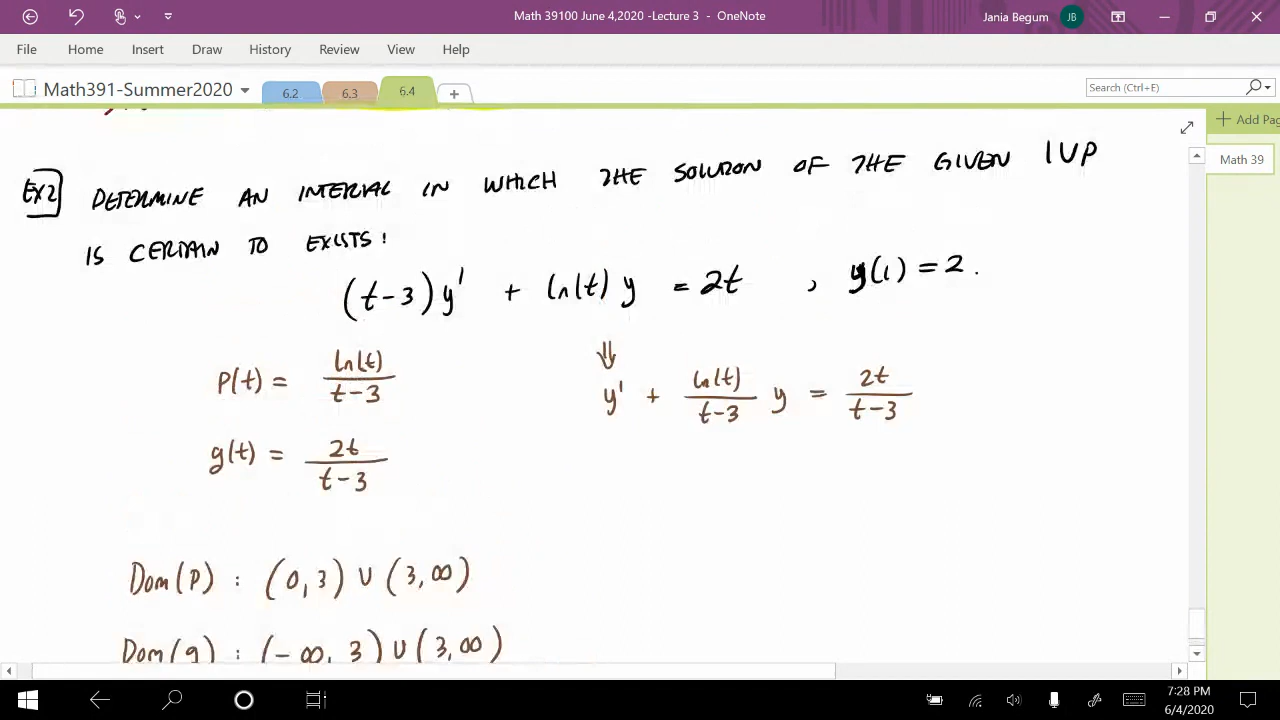 Math 39100 June 4,2020 -Lecture 3 - OneNote
Jania Begum JB
File Home Insert Draw History Review View Help
Math391-Summer2020 6.2 6.3 6.4
Search (Ctrl+E)
Add Pag
Math 39
EX2 DETERMINE AN INTERVAL IN WHICH THE SOLUTION OF THE GIVEN IVP
IS CERTAIN TO EXISTS:
(t-3)y' + ln(t) y = 2t , y(1) = 2.
⇓
P(t) = ln(t)/(t-3) y' + ln(t)/(t-3) y = 2t/(t-3)
g(t) = 2t/(t-3)
Dom(P) : (0,3) ∪ (3,∞)
Dom(g) : (-∞, 3) ∪ (3,∞)
7:28 PM
6/4/2020